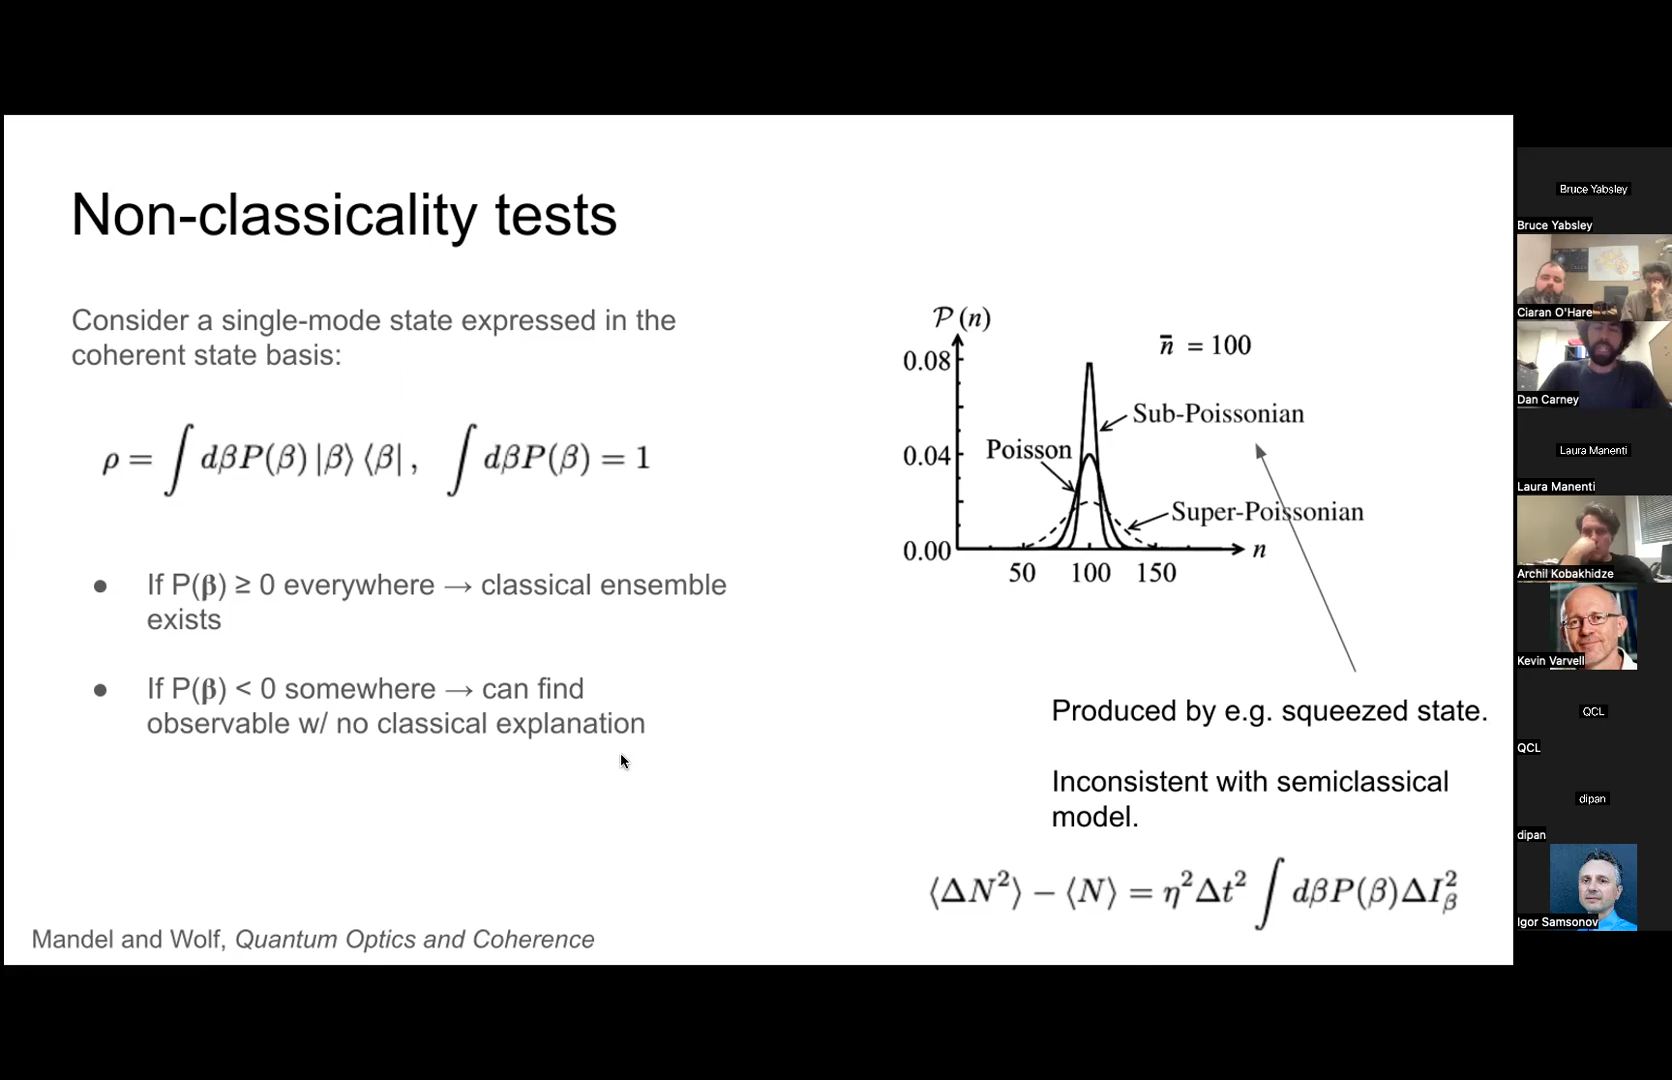 Non-classicality tests
Consider a single-mode state expressed in the
coherent state basis:
ρ = ∫ dβP(β) |β⟩ ⟨β| , ∫ dβP(β) = 1
● If P(β) ≥ 0 everywhere → classical ensemble
exists
● If P(β) < 0 somewhere → can find
observable w/ no classical explanation
Mandel and Wolf, Quantum Optics and Coherence
P(n)
n̄ = 100
0.08
Sub-Poissonian
Poisson
0.04
Super-Poissonian
0.00
n
50 100 150
Produced by e.g. squeezed state.
Inconsistent with semiclassical
model.
⟨ΔN²⟩ − ⟨N⟩ = η²Δt² ∫ dβP(β)ΔI²_β
Bruce Yabsley
Bruce Yabsley
Ciaran O'Hare
Dan Carney
Laura Manenti
Laura Manenti
Archil Kobakhidze
Kevin Varvell
QCL
QCL
dipan
dipan
Igor Samsonov